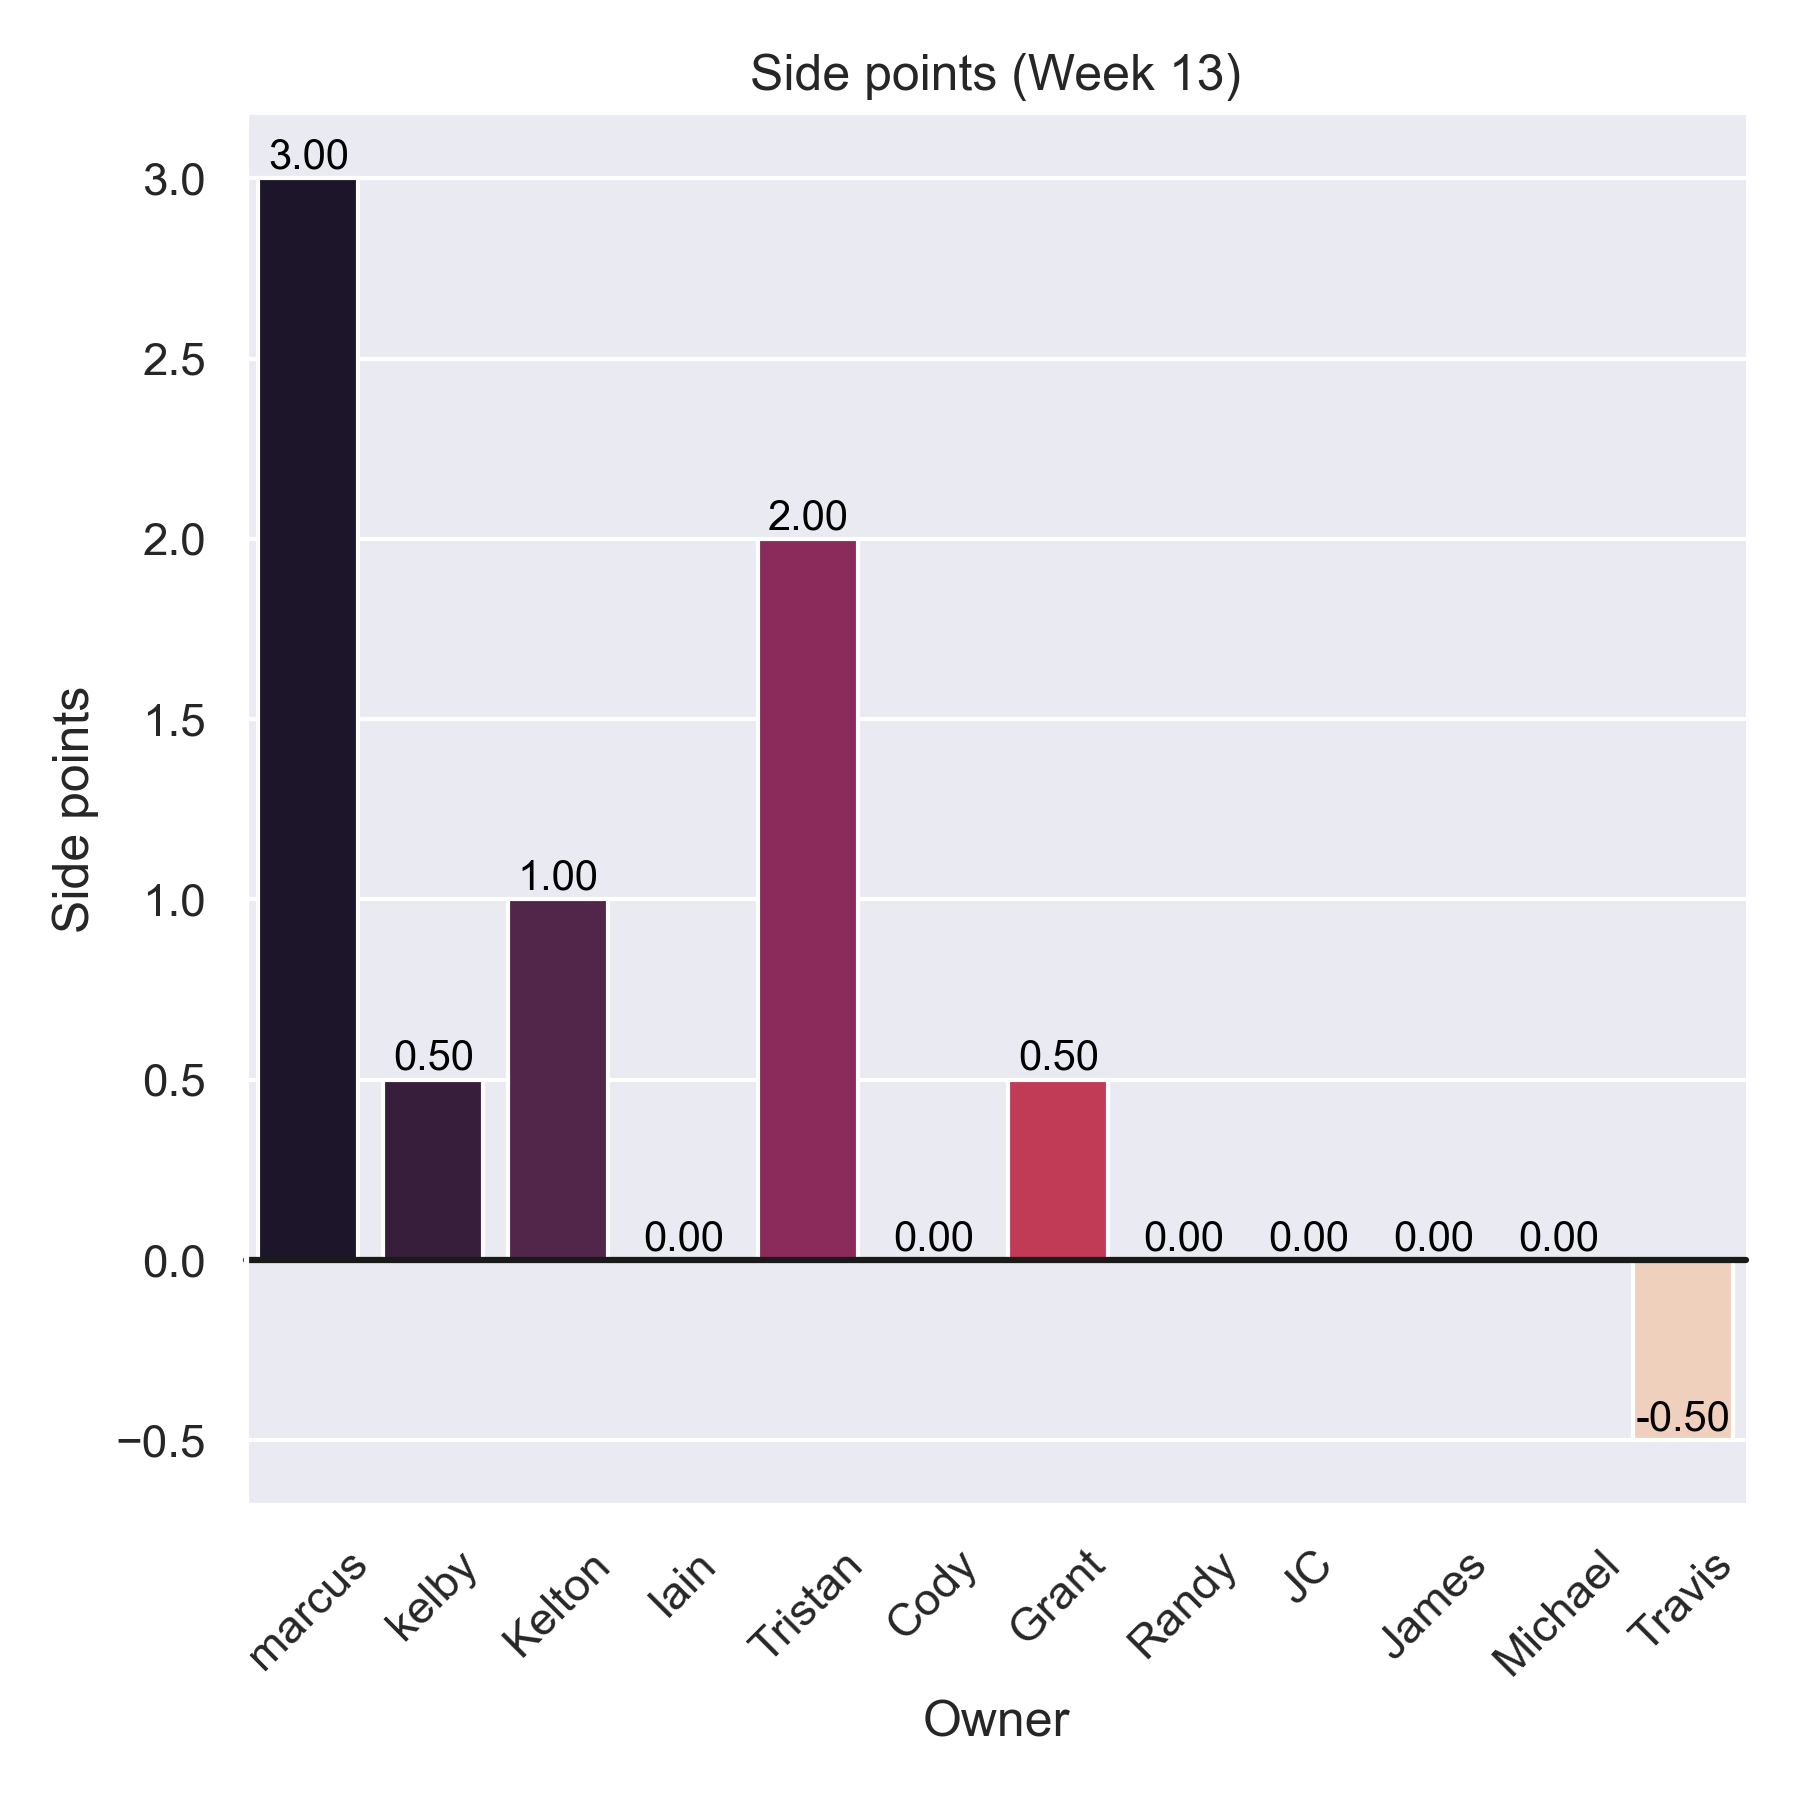 Side points (Week 13)
3.00
3.0
2.5
2.00
2.0
1.5
1.00
1.0
0.50
0.50
0.5
0.00
0.00
0.00
0.00
0.00
0.00
0.0
-0.50
−0.5
Side points
marcus
kelby
Kelton
Iain
Tristan
Cody
Grant
Randy
JC
James
Michael
Travis
Owner